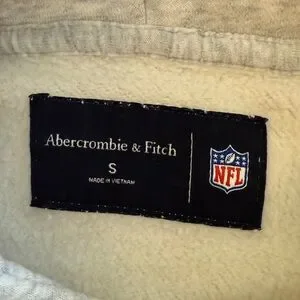 Abercrombie & Fitch
S
MADE IN VIETNAM
NFL